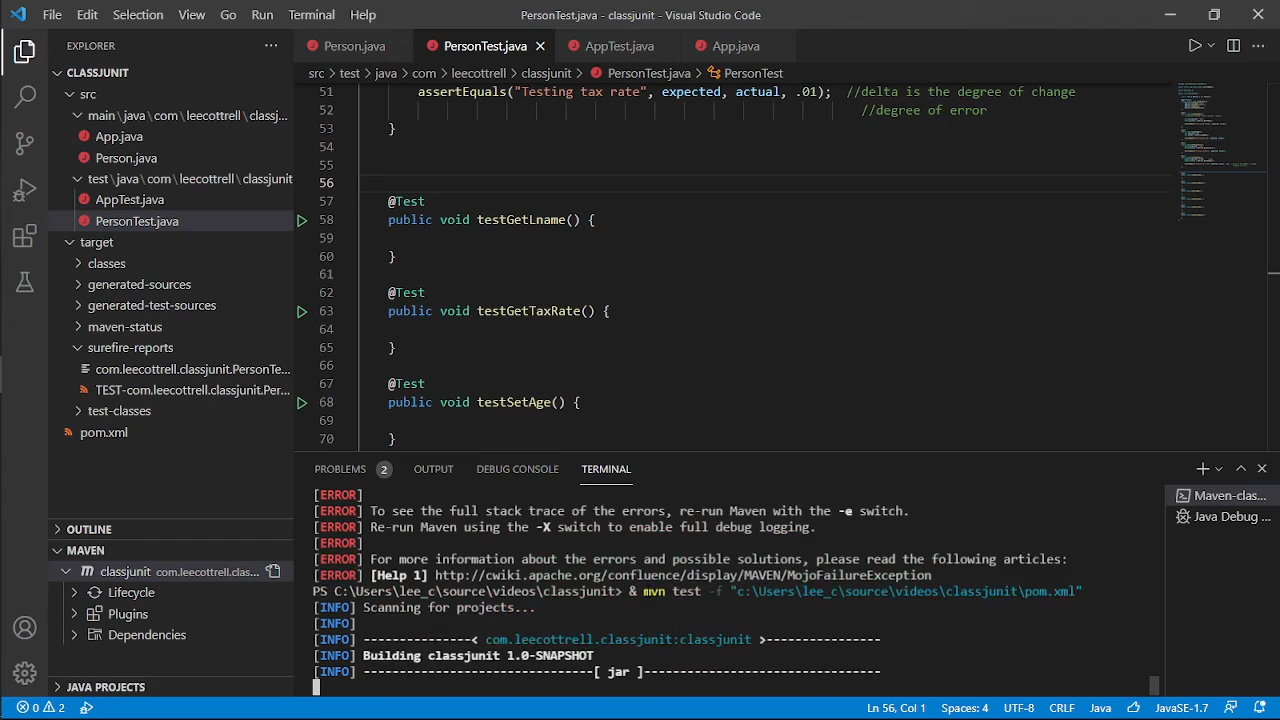 File Edit Selection View Go Run Terminal Help
PersonTest.java - classjunit - Visual Studio Code
EXPLORER
CLASSJUNIT
src
main\java\com\leecottrell\classj...
App.java
Person.java
test\java\com\leecottrell\classjunit
AppTest.java
PersonTest.java
target
classes
generated-sources
generated-test-sources
maven-status
surefire-reports
com.leecottrell.classjunit.PersonTe...
TEST-com.leecottrell.classjunit.Per...
test-classes
pom.xml
OUTLINE
MAVEN
classjunit com.leecottrell.clas...
Lifecycle
Plugins
Dependencies
JAVA PROJECTS
Person.java PersonTest.java AppTest.java App.java
src > test > java > com > leecottrell > classjunit > PersonTest.java > PersonTest
51 assertEquals("Testing tax rate", expected, actual, .01); //delta is the degree of change
52 //degree of error
53 }
54
55
56
57 @Test
58 public void testGetLname() {
59
60 }
61
62 @Test
63 public void testGetTaxRate() {
64
65 }
66
67 @Test
68 public void testSetAge() {
69
70 }
PROBLEMS 2 OUTPUT DEBUG CONSOLE TERMINAL
[ERROR]
[ERROR] To see the full stack trace of the errors, re-run Maven with the -e switch.
[ERROR] Re-run Maven using the -X switch to enable full debug logging.
[ERROR]
[ERROR] For more information about the errors and possible solutions, please read the following articles:
[ERROR] [Help 1] http://cwiki.apache.org/confluence/display/MAVEN/MojoFailureException
PS C:\Users\lee_c\source\videos\classjunit> & mvn test -f "c:\Users\lee_c\source\videos\classjunit\pom.xml"
[INFO] Scanning for projects...
[INFO]
[INFO] ---------------< com.leecottrell.classjunit:classjunit >---------------
[INFO] Building classjunit 1.0-SNAPSHOT
[INFO] ------------------------------[ jar ]------------------------------
Maven-clas...
Java Debug ...
0 2
Ln 56, Col 1 Spaces: 4 UTF-8 CRLF Java JavaSE-1.7